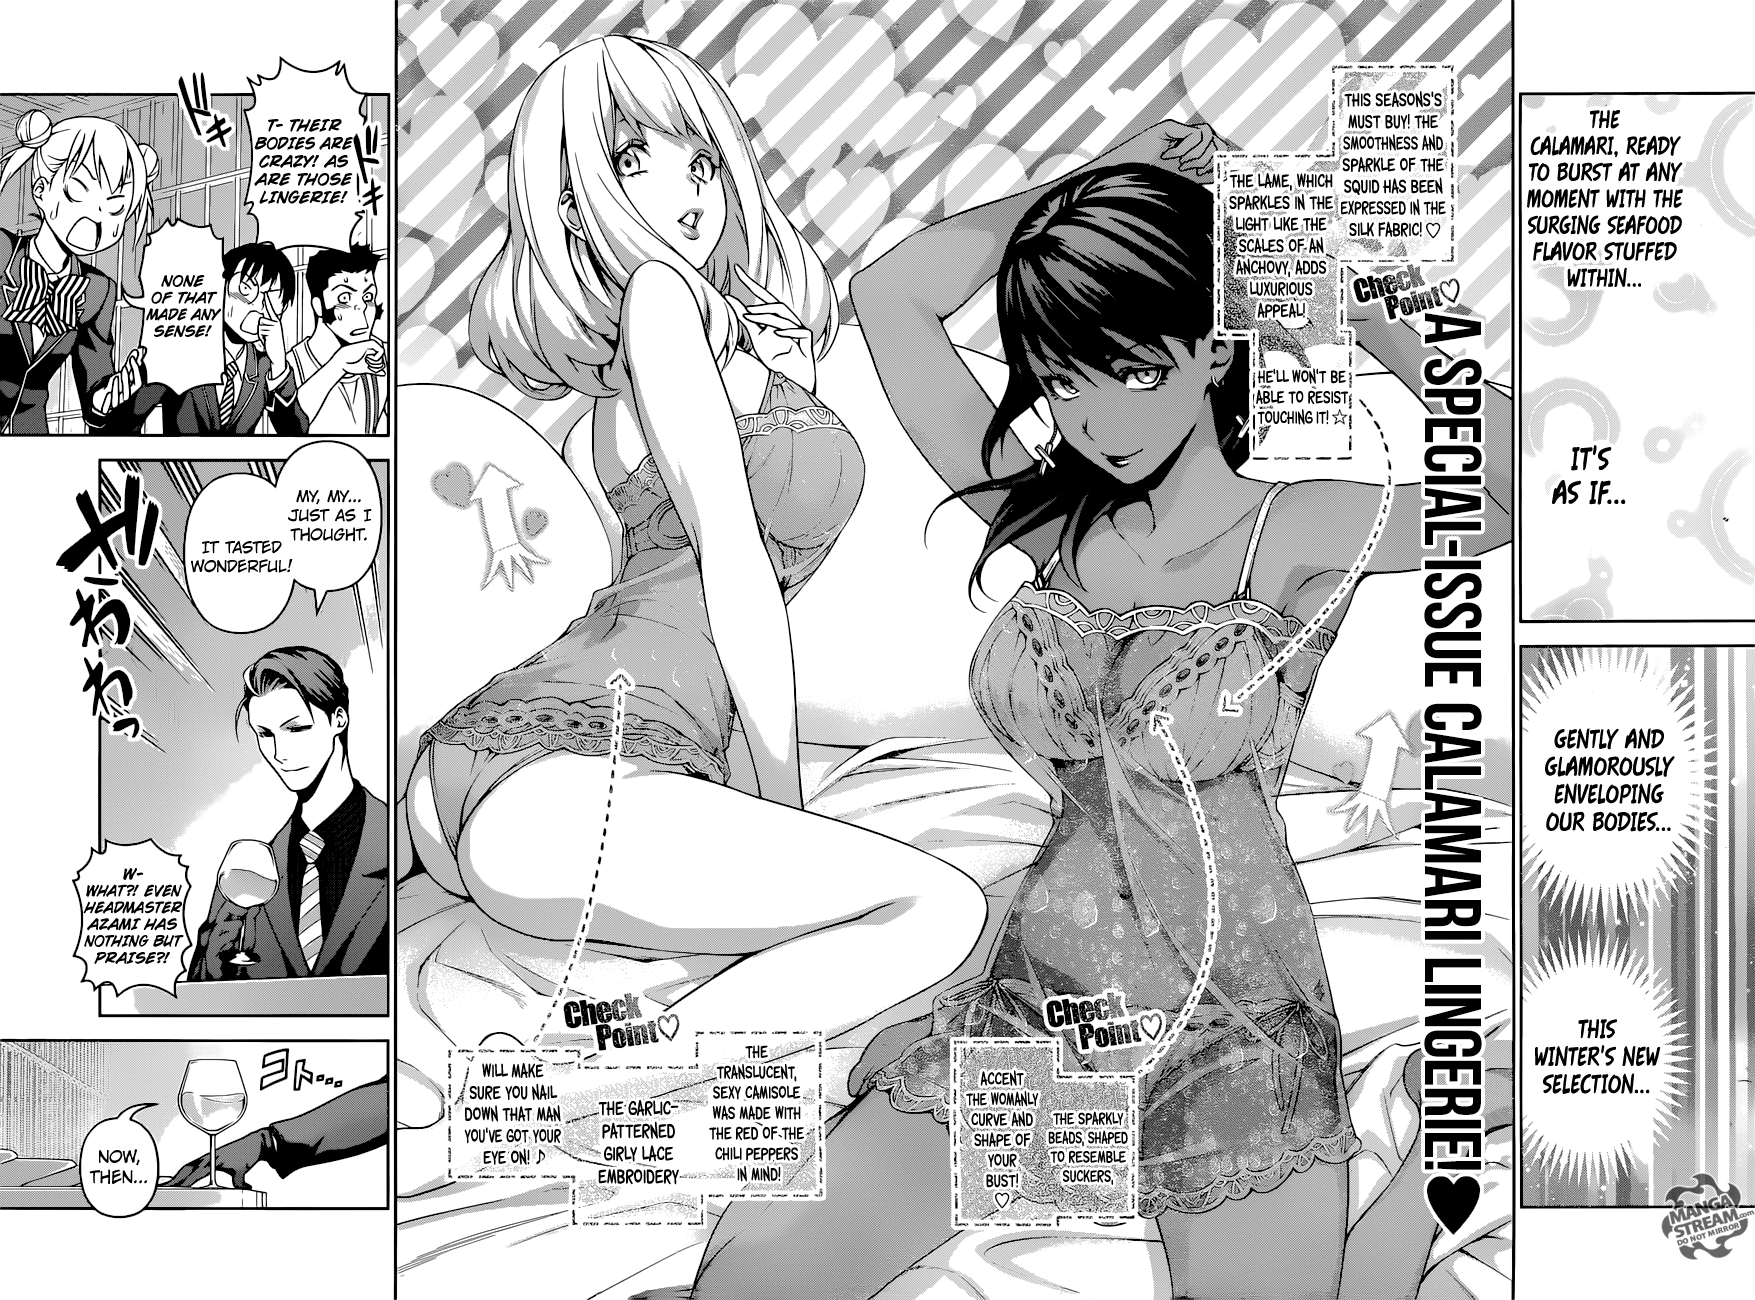 THE
CALAMARI, READY
TO BURST AT ANY
MOMENT WITH THE
SURGING SEAFOOD
FLAVOR STUFFED
WITHIN...
IT'S
AS IF...
GENTLY AND
GLAMOROUSLY
ENVELOPING
OUR BODIES...
THIS
WINTER'S NEW
SELECTION...
A SPECIAL-ISSUE CALAMARI LINGERIE!♥
Check
Point♡
THIS SEASONS'S
MUST BUY! THE
SMOOTHNESS AND
SPARKLE OF THE
SQUID HAS BEEN
EXPRESSED IN THE
SILK FABRIC! ♡
THE LAME, WHICH
SPARKLES IN THE
LIGHT LIKE THE
SCALES OF AN
ANCHOVY, ADDS
LUXURIOUS
APPEAL!
HE'LL WON'T BE
ABLE TO RESIST
TOUCHING IT! ☆
Check
Point♡
THE SPARKLY
BEADS, SHAPED
TO RESEMBLE
SUCKERS,
ACCENT
THE WOMANLY
CURVE AND
SHAPE OF
YOUR
BUST!
♡
Check
Point♡
THE
TRANSLUCENT,
SEXY CAMISOLE
WAS MADE WITH
THE RED OF THE
CHILI PEPPERS
IN MIND!
THE GARLIC-
PATTERNED
GIRLY LACE
EMBROIDERY
WILL MAKE
SURE YOU NAIL
DOWN THAT MAN
YOU'VE GOT YOUR
EYE ON! ♪
T- THEIR
BODIES ARE
CRAZY! AS
ARE THOSE
LINGERIE!
ドキ
ドキ
NONE
OF THAT
MADE ANY
SENSE!
MY, MY...
JUST AS I
THOUGHT.
IT TASTED
WONDERFUL!
W-
WHAT?! EVEN
HEADMASTER
AZAMI HAS
NOTHING BUT
PRAISE?!
NOW,
THEN...
コト...
MANGA
STREAM.com
DO NOT MIRROR